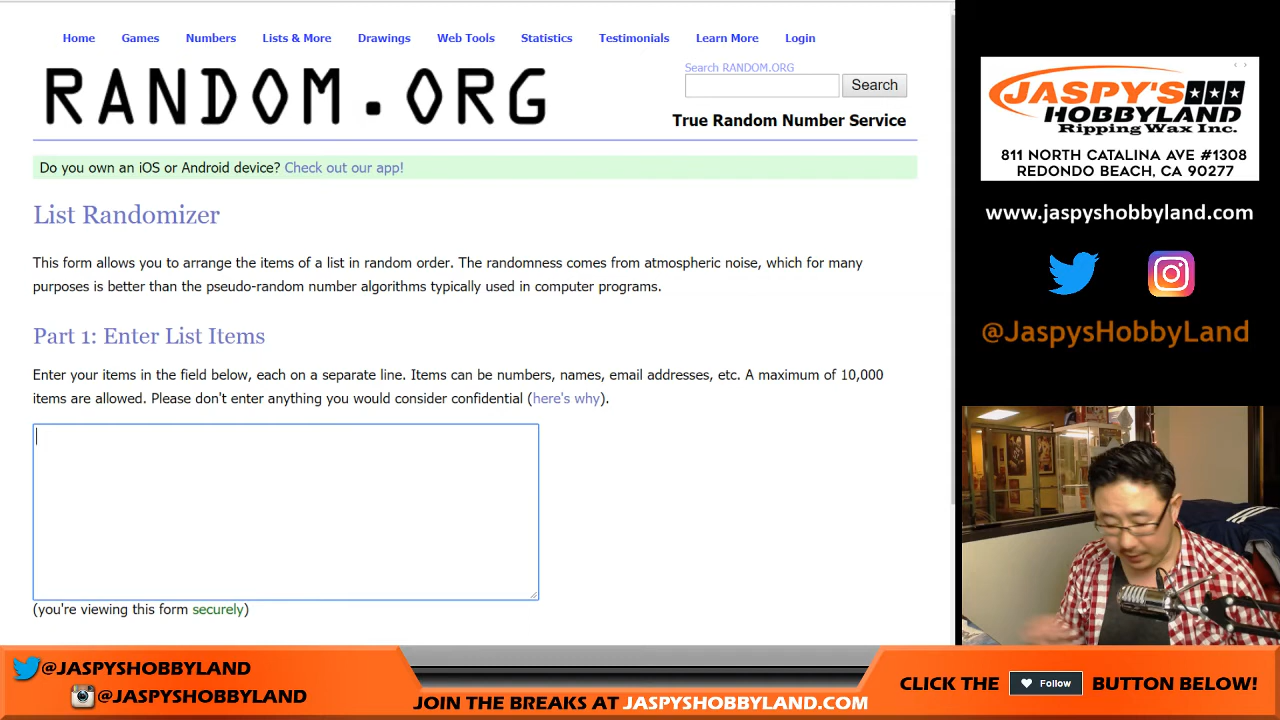 Home Games Numbers Lists & More Drawings Web Tools Statistics Testimonials Learn More Login
RANDOM.ORG
Search RANDOM.ORG
Search
True Random Number Service
Do you own an iOS or Android device? Check out our app!
List Randomizer
This form allows you to arrange the items of a list in random order. The randomness comes from atmospheric noise, which for many
purposes is better than the pseudo-random number algorithms typically used in computer programs.
Part 1: Enter List Items
Enter your items in the field below, each on a separate line. Items can be numbers, names, email addresses, etc. A maximum of 10,000
items are allowed. Please don't enter anything you would consider confidential (here's why).
(you're viewing this form securely)
JASPY'S
HOBBYLAND
Ripping Wax Inc.
811 NORTH CATALINA AVE #1308
REDONDO BEACH, CA 90277
www.jaspyshobbyland.com
@JaspysHobbyLand
@JASPYSHOBBYLAND
@JASPYSHOBBYLAND
JOIN THE BREAKS AT JASPYSHOBBYLAND.COM
CLICK THE Follow BUTTON BELOW!